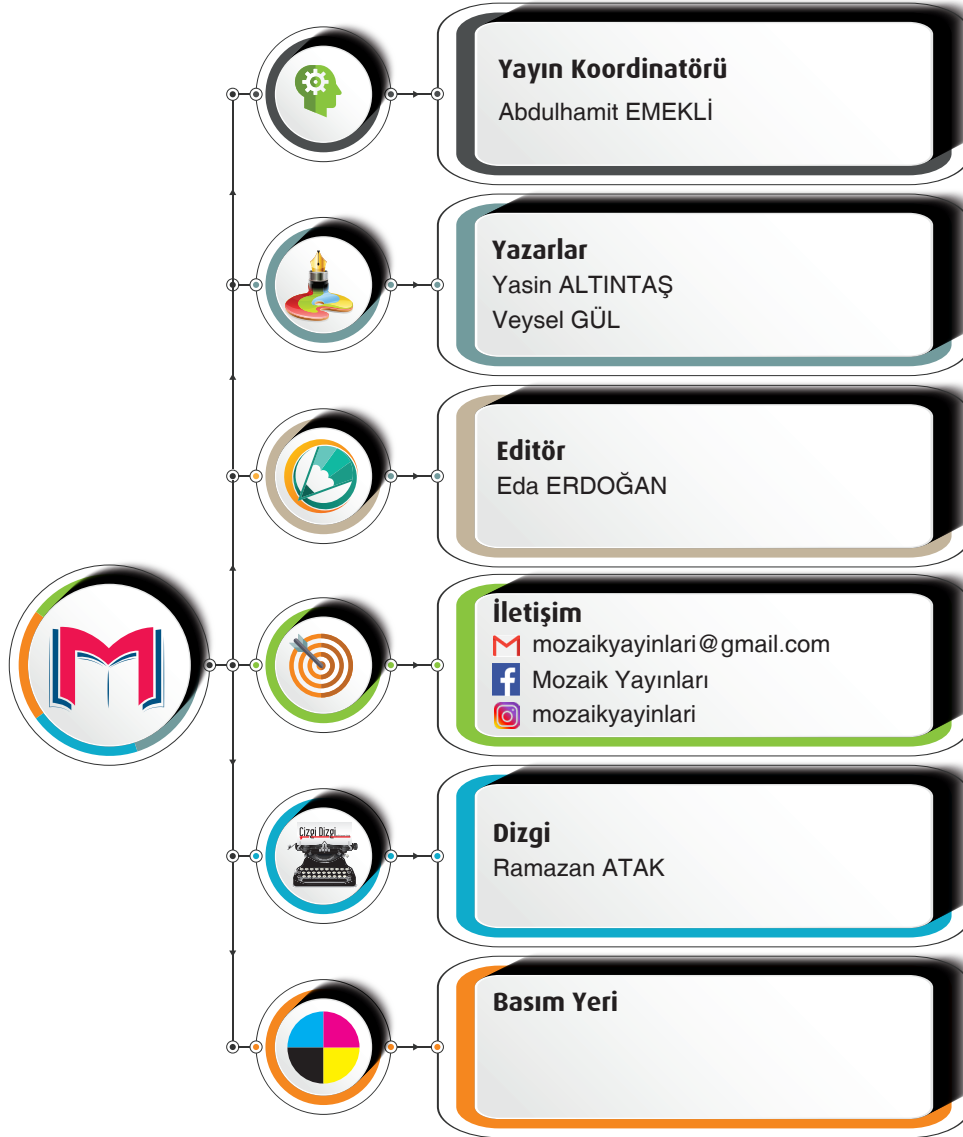 Yayın Koordinatörü
Abdulhamit EMEKLİ
Yazarlar
Yasin ALTINTAŞ
Veysel GÜL
Editör
Eda ERDOĞAN
İletişim
mozaikyayinlari@gmail.com
Mozaik Yayınları
mozaikyayinlari
Çizgi Dizgi
Dizgi
Ramazan ATAK
Basım Yeri